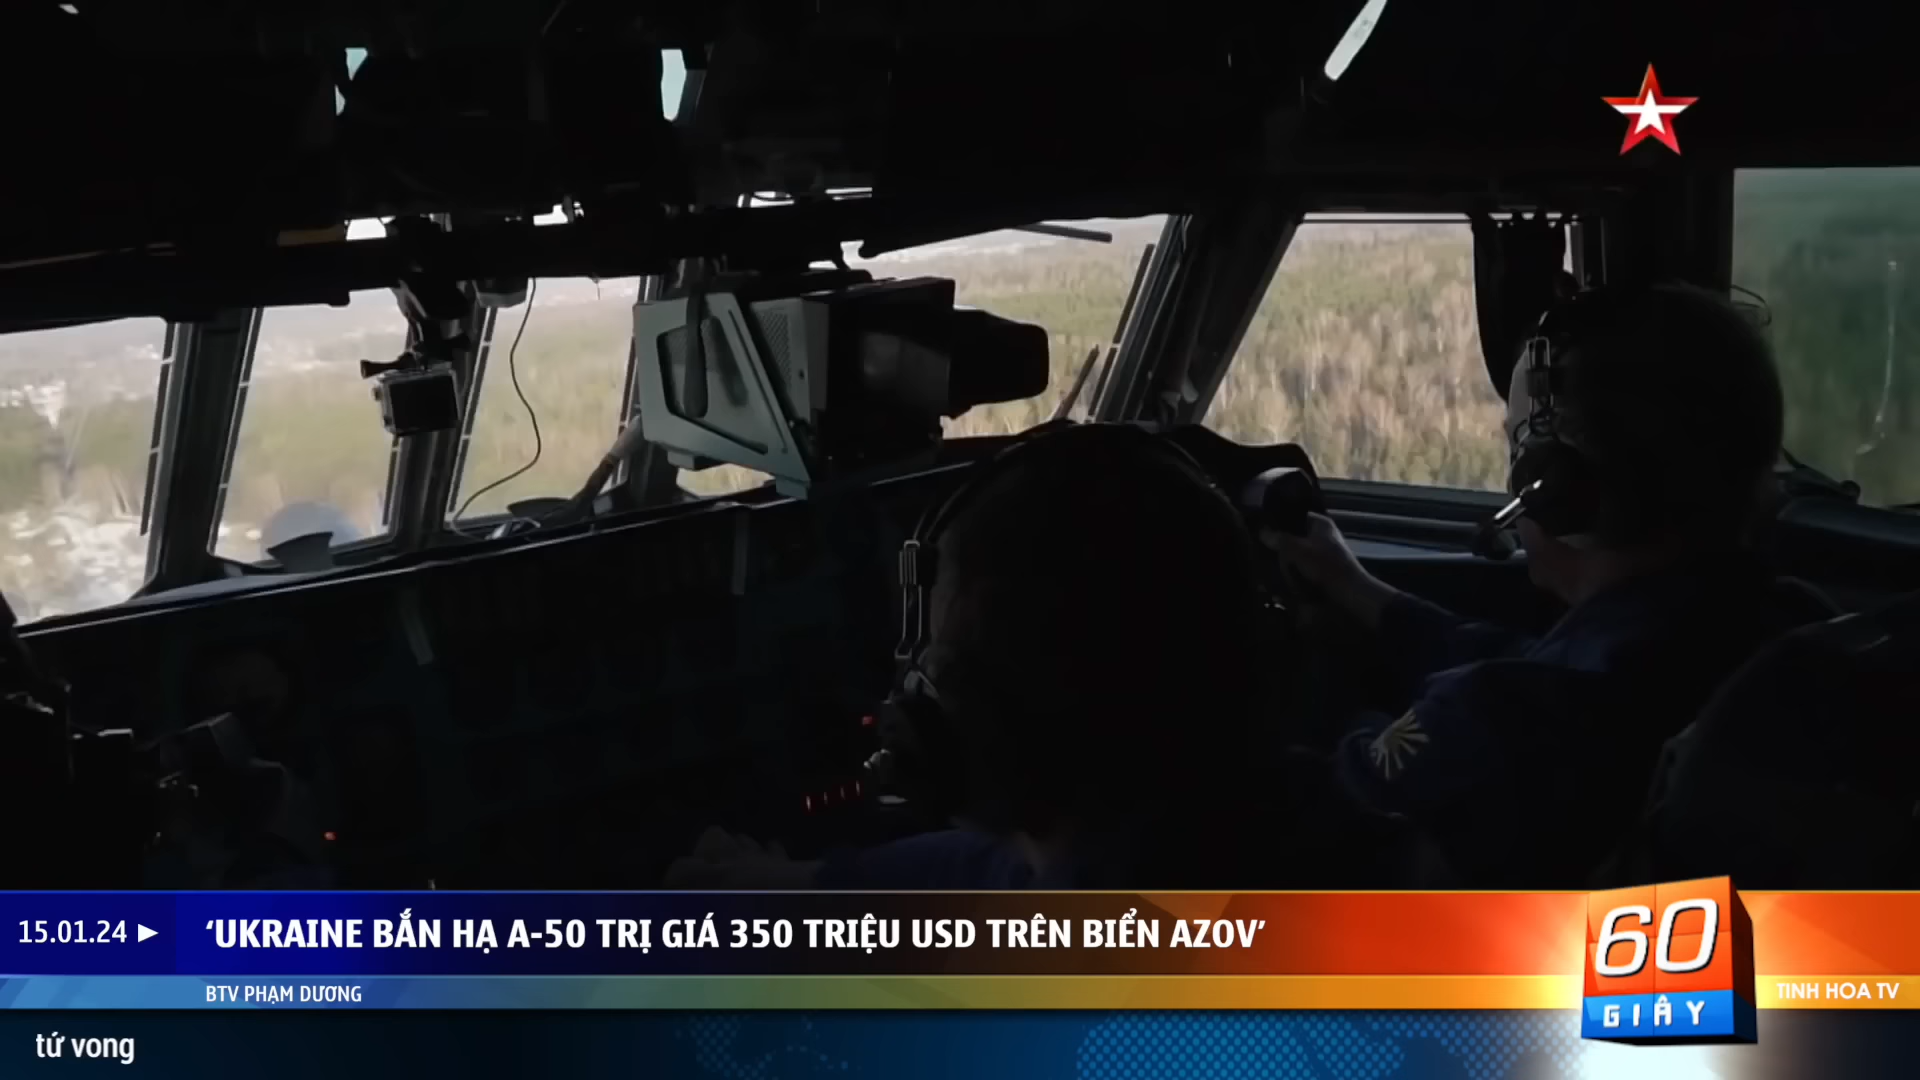 15.01.24
‘UKRAINE BẮN HẠ A-50 TRỊ GIÁ 350 TRIỆU USD TRÊN BIỂN AZOV’
BTV PHẠM DƯƠNG
60
GIÂY
TINH HOA TV
tứ vong